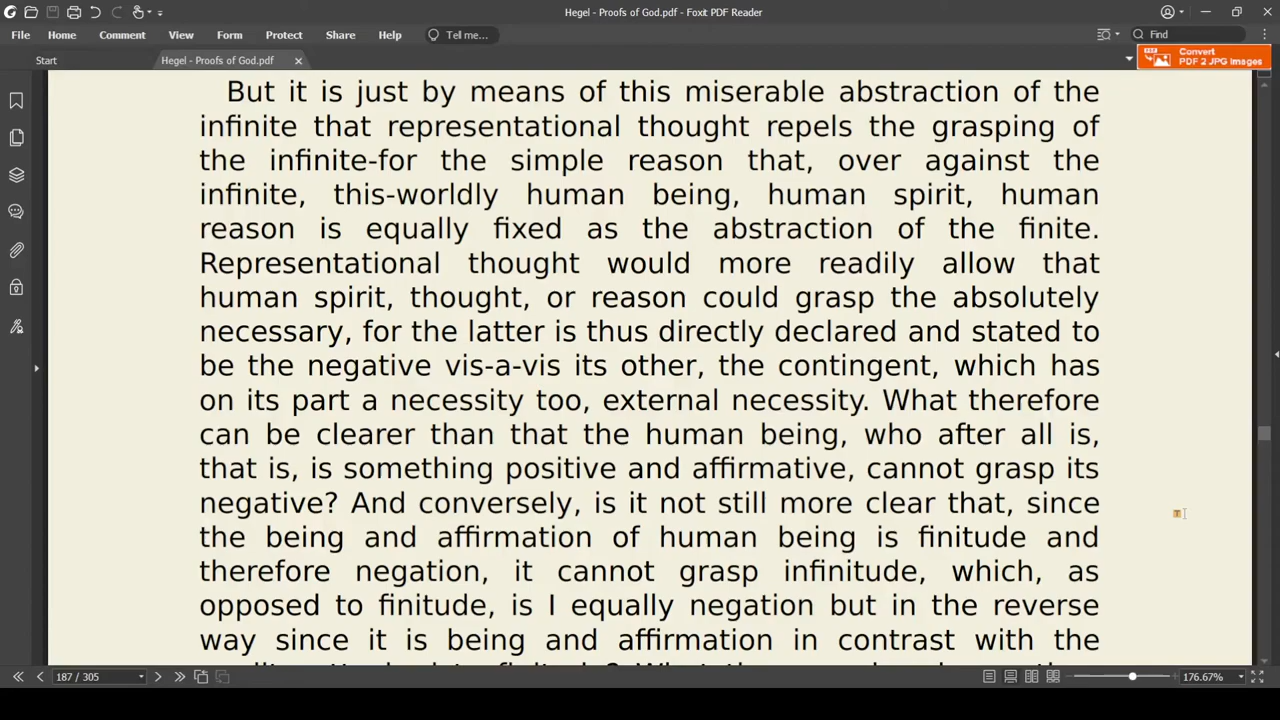 Hegel - Proofs of God.pdf - Foxit PDF Reader
File Home Comment View Form Protect Share Help Tell me... Find
Start Hegel - Proofs of God.pdf
Convert
PDF 2 JPG Images
But it is just by means of this miserable abstraction of the
infinite that representational thought repels the grasping of
the infinite-for the simple reason that, over against the
infinite, this-worldly human being, human spirit, human
reason is equally fixed as the abstraction of the finite.
Representational thought would more readily allow that
human spirit, thought, or reason could grasp the absolutely
necessary, for the latter is thus directly declared and stated to
be the negative vis-a-vis its other, the contingent, which has
on its part a necessity too, external necessity. What therefore
can be clearer than that the human being, who after all is,
that is, is something positive and affirmative, cannot grasp its
negative? And conversely, is it not still more clear that, since
the being and affirmation of human being is finitude and
therefore negation, it cannot grasp infinitude, which, as
opposed to finitude, is I equally negation but in the reverse
way since it is being and affirmation in contrast with the
187 / 305 176.67%